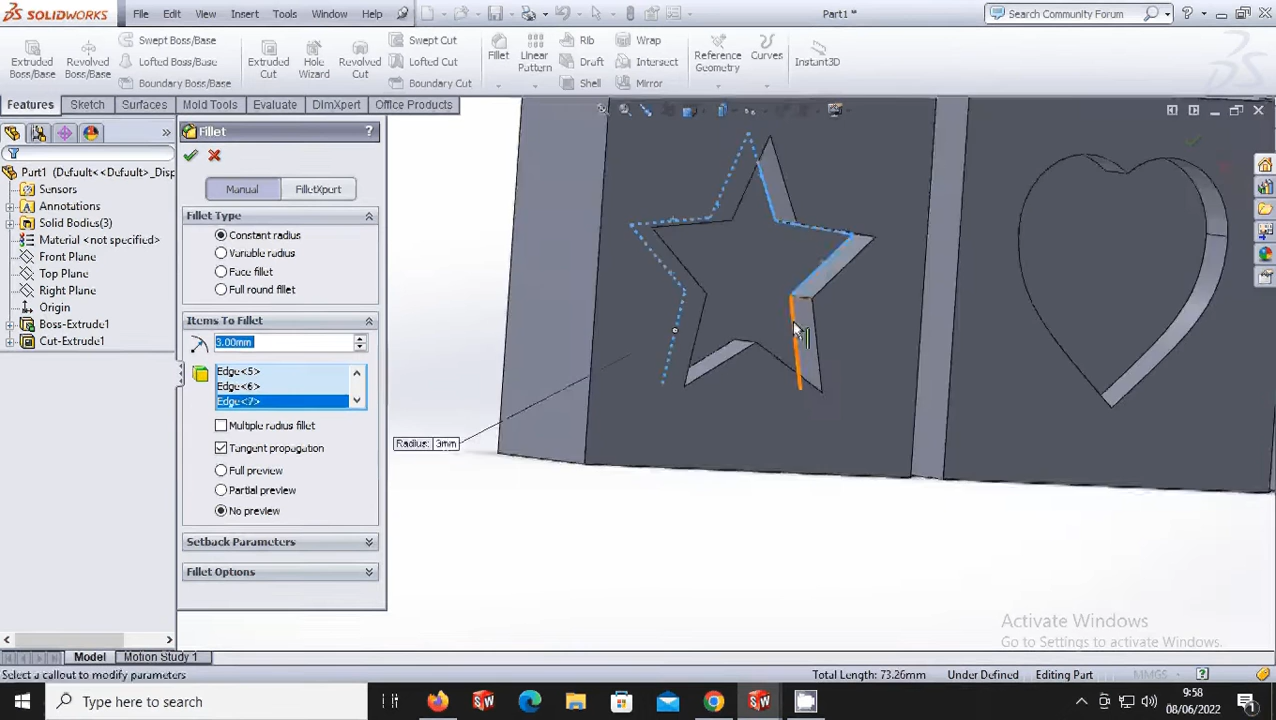 SOLIDWORKS
File
Edit
View
Insert
Tools
Window
Help
Part1 *
Search Community Forum
Extruded Boss/Base
Revolved Boss/Base
Swept Boss/Base
Lofted Boss/Base
Boundary Boss/Base
Extruded Cut
Hole Wizard
Revolved Cut
Swept Cut
Lofted Cut
Boundary Cut
Fillet
Linear Pattern
Rib
Draft
Shell
Wrap
Intersect
Mirror
Reference Geometry
Curves
Instant3D
Features
Sketch
Surfaces
Mold Tools
Evaluate
DimXpert
Office Products
Part1 (Default<<Default>_Disp
Sensors
Annotations
Solid Bodies(3)
Material <not specified>
Front Plane
Top Plane
Right Plane
Origin
Boss-Extrude1
Cut-Extrude1
Fillet
?
Manual
FilletXpert
Fillet Type
Constant radius
Variable radius
Face fillet
Full round fillet
Items To Fillet
3.00mm
Edge<5>
Edge<6>
Edge<7>
Multiple radius fillet
Tangent propagation
Full preview
Partial preview
No preview
Setback Parameters
Fillet Options
Radius: 3mm
Activate Windows
Go to Settings to activate Windows.
Model
Motion Study 1
Select a callout to modify parameters
Total Length: 73.26mm
Under Defined
Editing Part
MMGS
Type here to search
9:58
08/06/2022